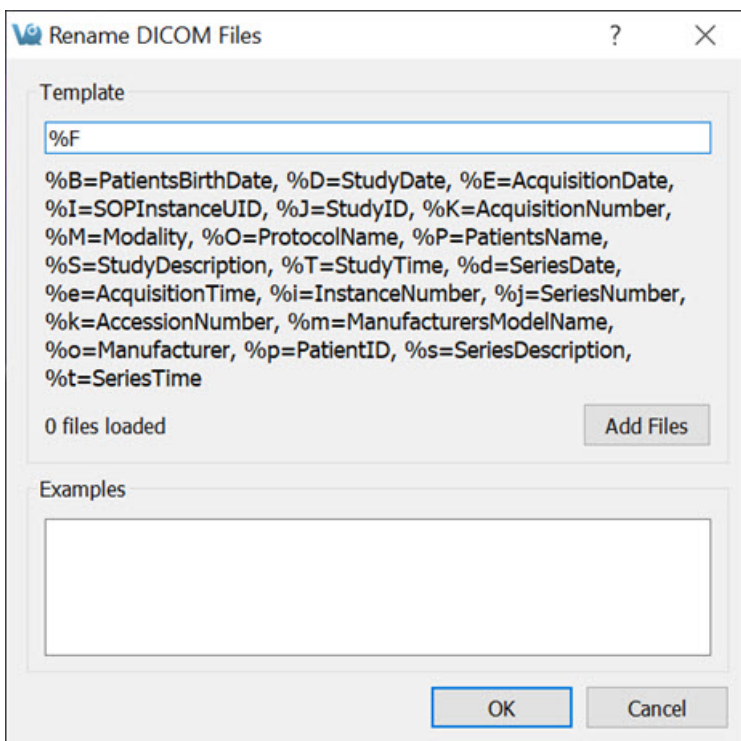 Rename DICOM Files
?
Template
%F
%B=PatientsBirthDate, %D=StudyDate, %E=AcquisitionDate,
%I=SOPInstanceUID, %J=StudyID, %K=AcquisitionNumber,
%M=Modality, %O=ProtocolName, %P=PatientsName,
%S=StudyDescription, %T=StudyTime, %d=SeriesDate,
%e=AcquisitionTime, %i=InstanceNumber, %j=SeriesNumber,
%k=AccessionNumber, %m=ManufacturersModelName,
%o=Manufacturer, %p=PatientID, %s=SeriesDescription,
%t=SeriesTime
0 files loaded
Add Files
Examples
OK
Cancel